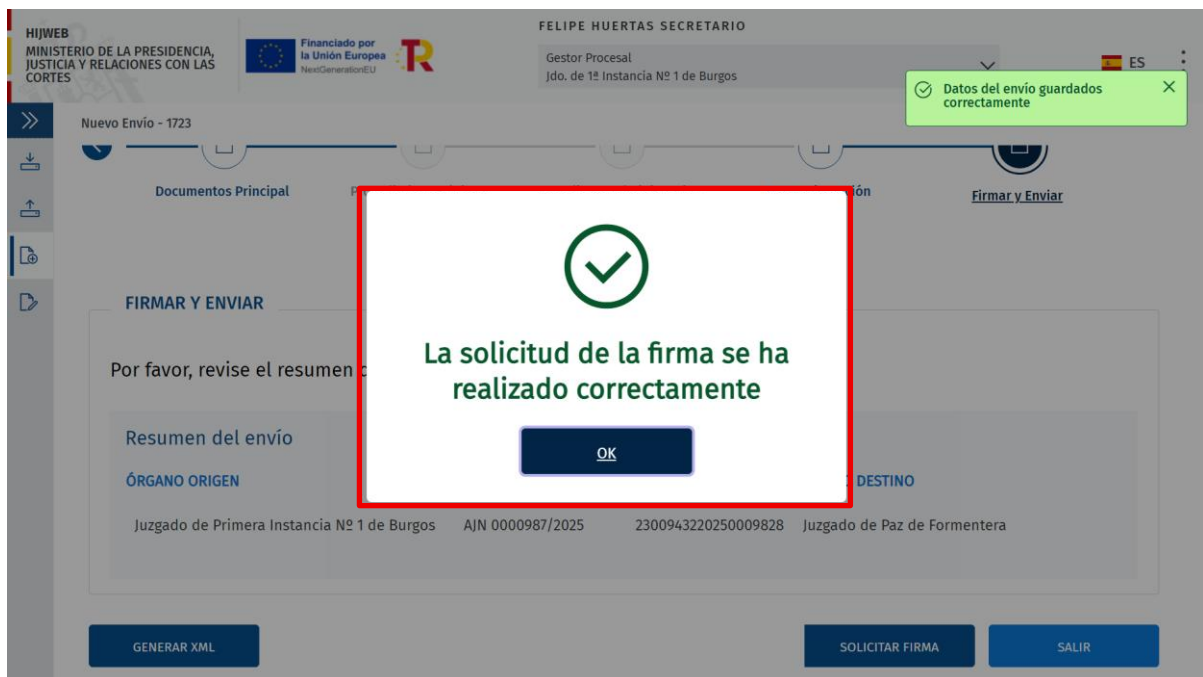 HIJWEB
MINISTERIO DE LA PRESIDENCIA,
JUSTICIA Y RELACIONES CON LAS
CORTES
Financiado por
la Unión Europea
NextGenerationEU
FELIPE HUERTAS SECRETARIO
Gestor Procesal
Jdo. de 1ª Instancia Nº 1 de Burgos
ES
Datos del envío guardados
correctamente
Nuevo Envío - 1723
Documentos Principal
Firmar y Enviar
FIRMAR Y ENVIAR
Por favor, revise el resumen
La solicitud de la firma se ha
realizado correctamente
OK
Resumen del envío
ÓRGANO ORIGEN
DESTINO
Juzgado de Primera Instancia Nº 1 de Burgos AJN 0000987/2025 2300943220250009828 Juzgado de Paz de Formentera
GENERAR XML
SOLICITAR FIRMA
SALIR